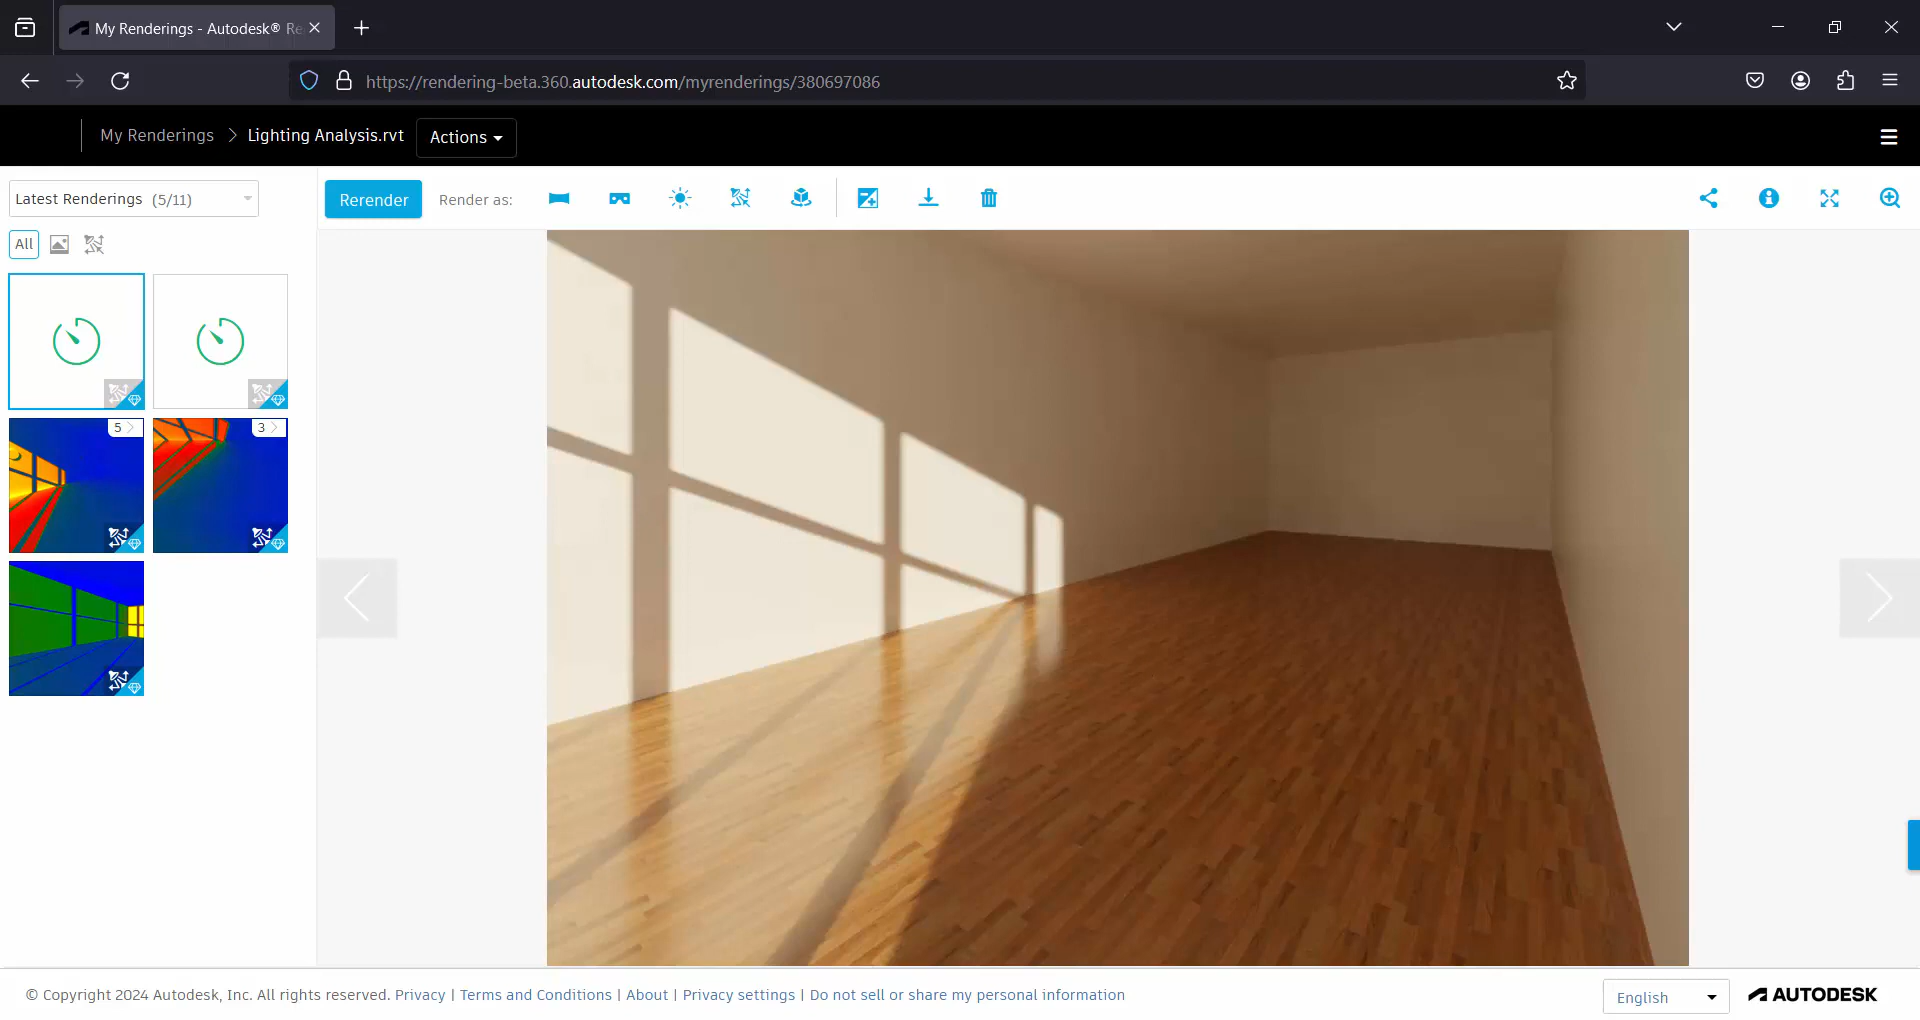 My Renderings - Autodesk® Re
https://rendering-beta.360.autodesk.com/myrenderings/380697086
My Renderings > Lighting Analysis.rvt Actions
Latest Renderings (5/11)
Rerender Render as:
All
5 3
© Copyright 2024 Autodesk, Inc. All rights reserved. Privacy | Terms and Conditions | About | Privacy settings | Do not sell or share my personal information
English
AUTODESK